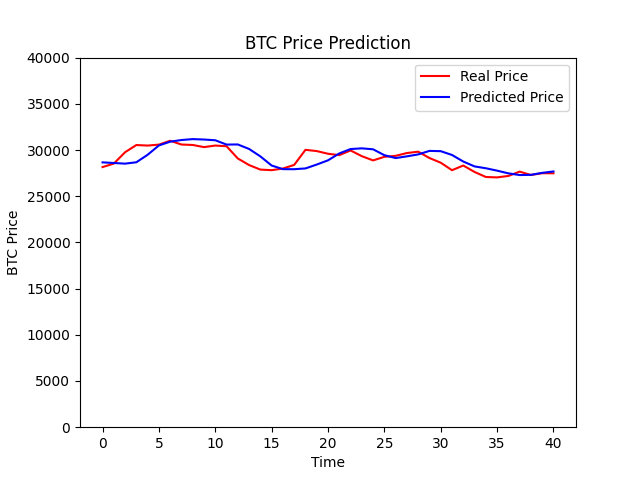 BTC Price Prediction
Real Price
Predicted Price
40000
35000
30000
25000
20000
15000
10000
5000
0
BTC Price
0 5 10 15 20 25 30 35 40
Time